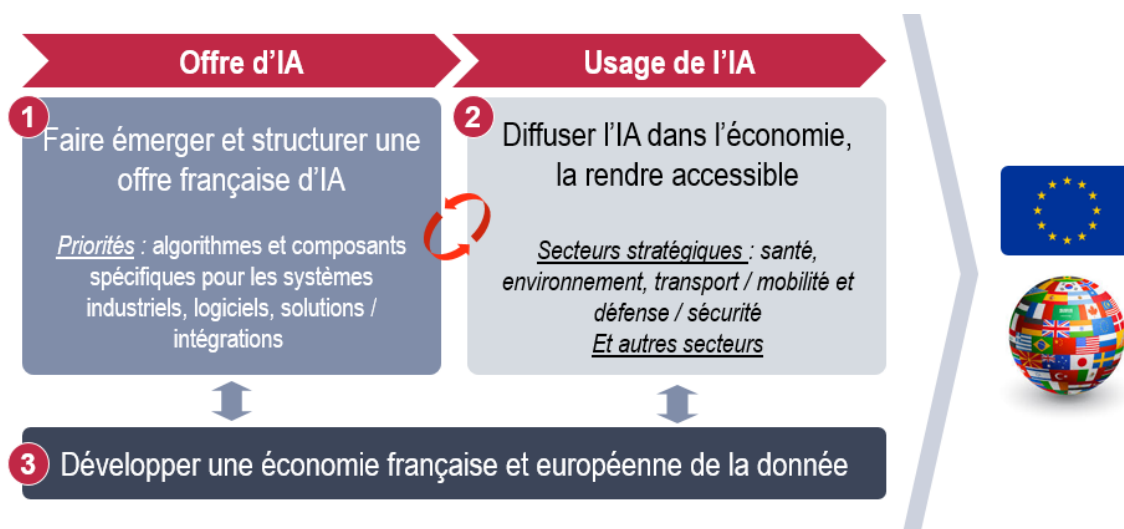 Offre d’IA
Usage de l’IA
1
Faire émerger et structurer une
offre française d’IA
Priorités : algorithmes et composants
spécifiques pour les systèmes
industriels, logiciels, solutions /
intégrations
2
Diffuser l’IA dans l’économie,
la rendre accessible
Secteurs stratégiques : santé,
environnement, transport / mobilité et
défense / sécurité
Et autres secteurs
3
Développer une économie française et européenne de la donnée